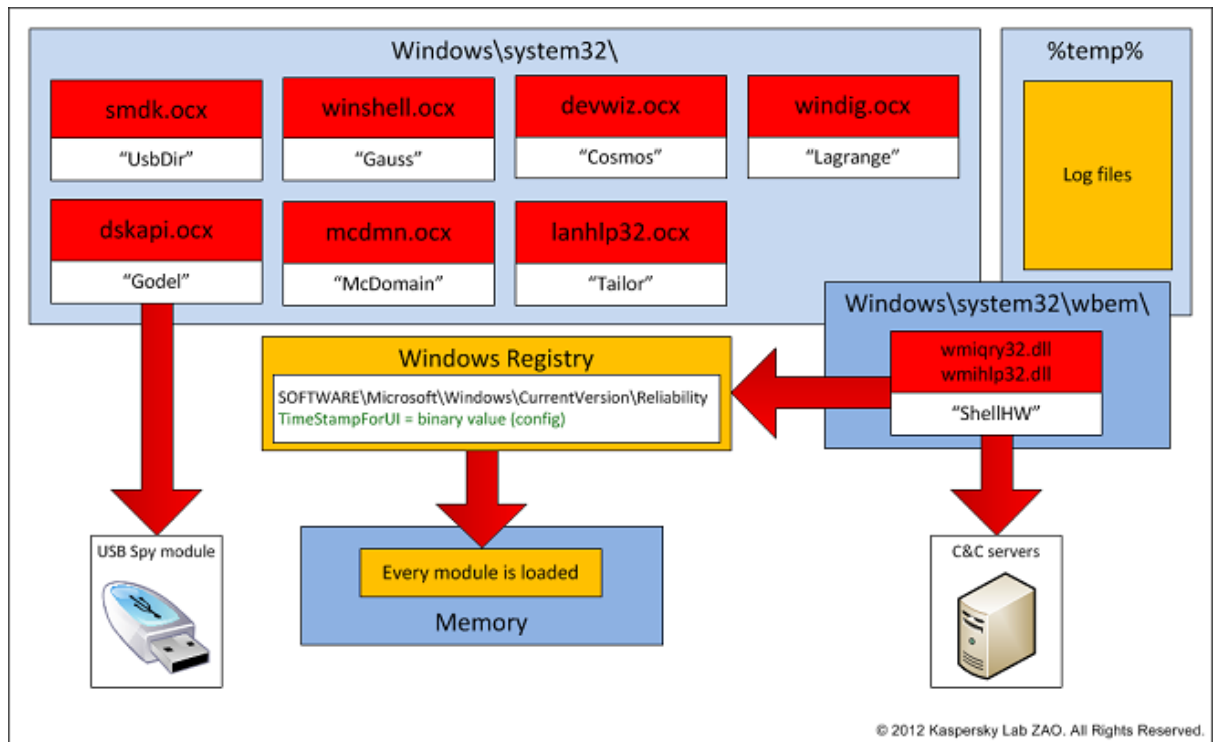 Windows\system32\
%temp%
smdk.ocx
“UsbDir”
winshell.ocx
“Gauss”
devwiz.ocx
“Cosmos”
windig.ocx
“Lagrange”
Log files
dskapi.ocx
“Godel”
mcdmn.ocx
“McDomain”
lanhlp32.ocx
“Tailor”
Windows\system32\wbem\
wmiqry32.dll
wmihlp32.dll
“ShellHW”
Windows Registry
SOFTWARE\Microsoft\Windows\CurrentVersion\Reliability
TimeStampForUI = binary value (config)
USB Spy module
Every module is loaded
Memory
C&C servers
© 2012 Kaspersky Lab ZAO. All Rights Reserved.